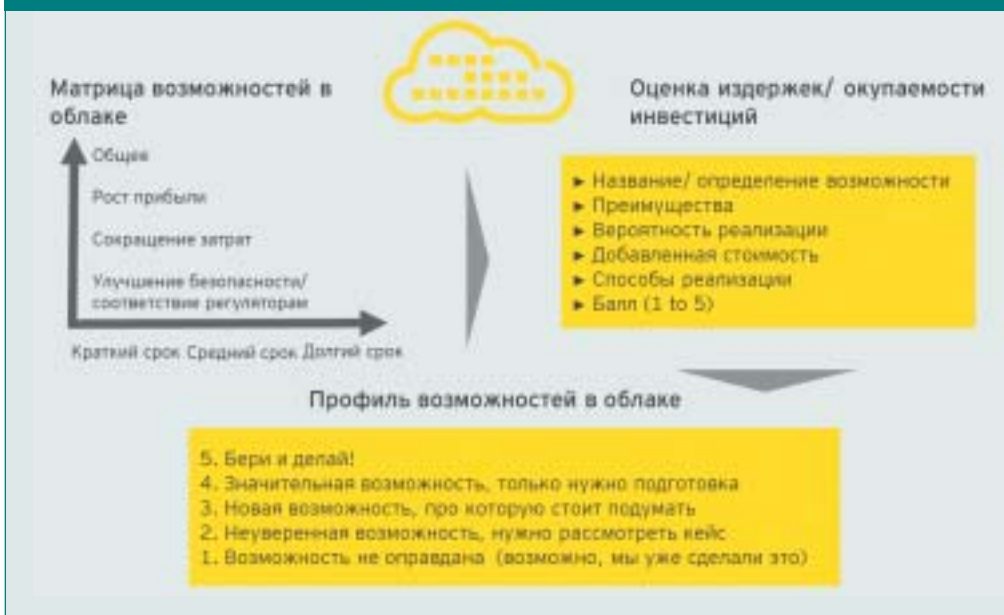 Матрица возможностей в
облаке
Общее
Рост прибыли
Сокращение затрат
Улучшение безопасности/
соответствие регуляторам
Краткий срок Средний срок Долгий срок
Оценка издержек/ окупаемости
инвестиций
► Название/ определение возможности
► Преимущества
► Вероятность реализации
► Добавленная стоимость
► Способы реализации
► Балл (1 to 5)
Профиль возможностей в облаке
5. Бери и делай!
4. Значительная возможность, только нужно подготовка
3. Новая возможность, про которую стоит подумать
2. Неуверенная возможность, нужно рассмотреть кейс
1. Возможность не оправдана (возможно, мы уже сделали это)